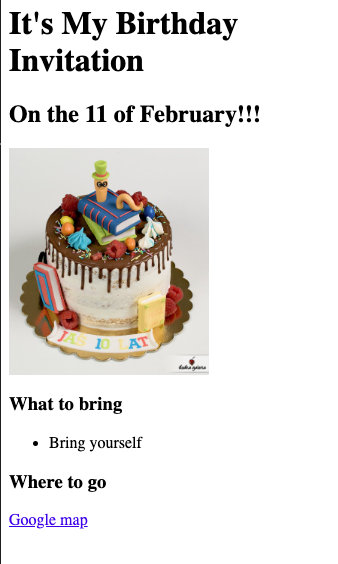 It's My Birthday
Invitation
On the 11 of February!!!
JAŚ 10 LAT
What to bring
• Bring yourself
Where to go
Google map